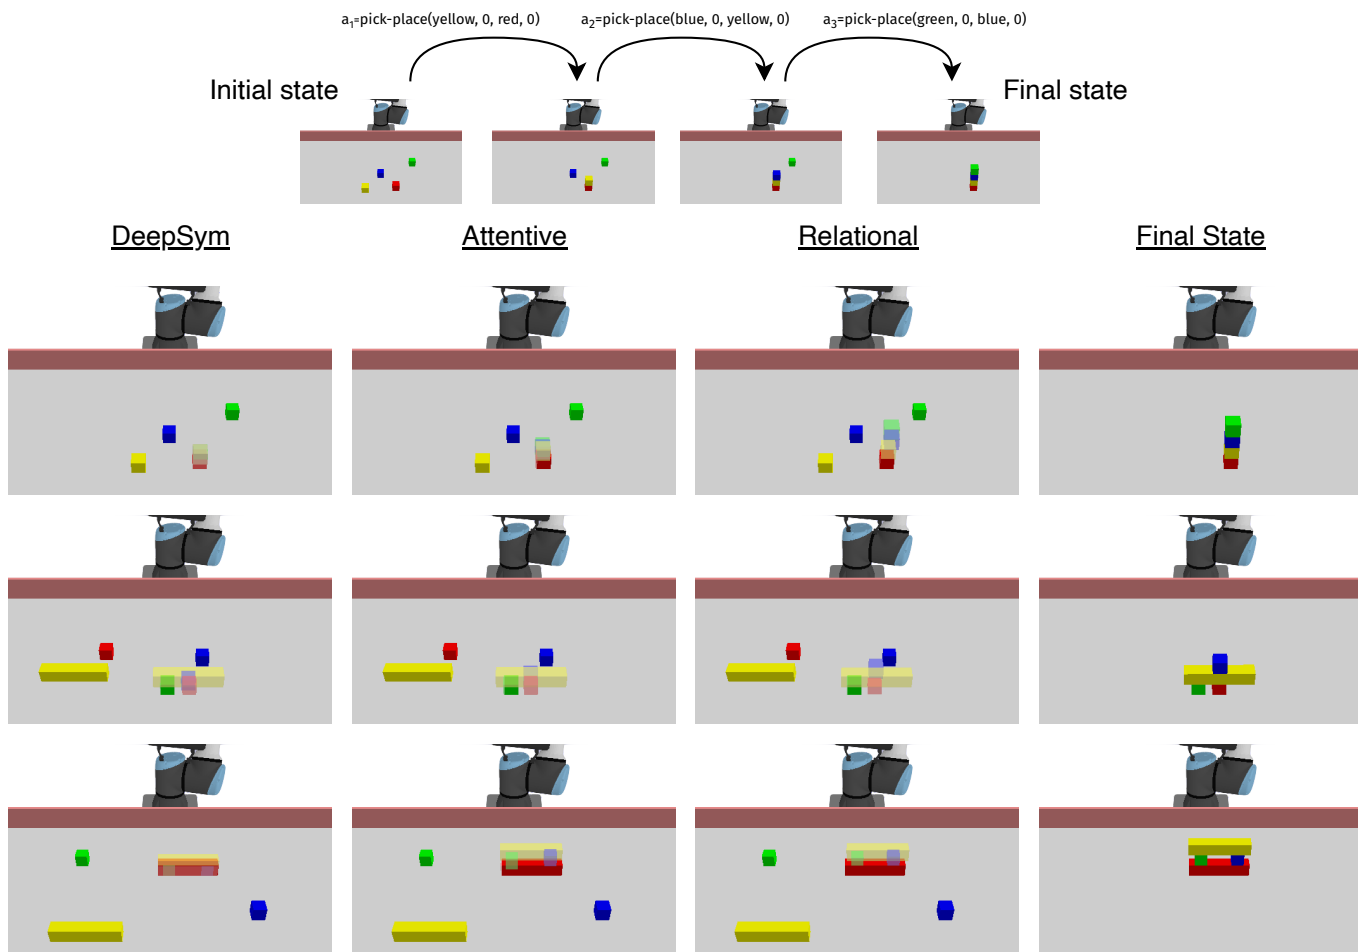 a₁=pick-place(yellow, 0, red, 0)
a₂=pick-place(blue, 0, yellow, 0)
a₃=pick-place(green, 0, blue, 0)
Initial state
Final state
DeepSym
Attentive
Relational
Final State